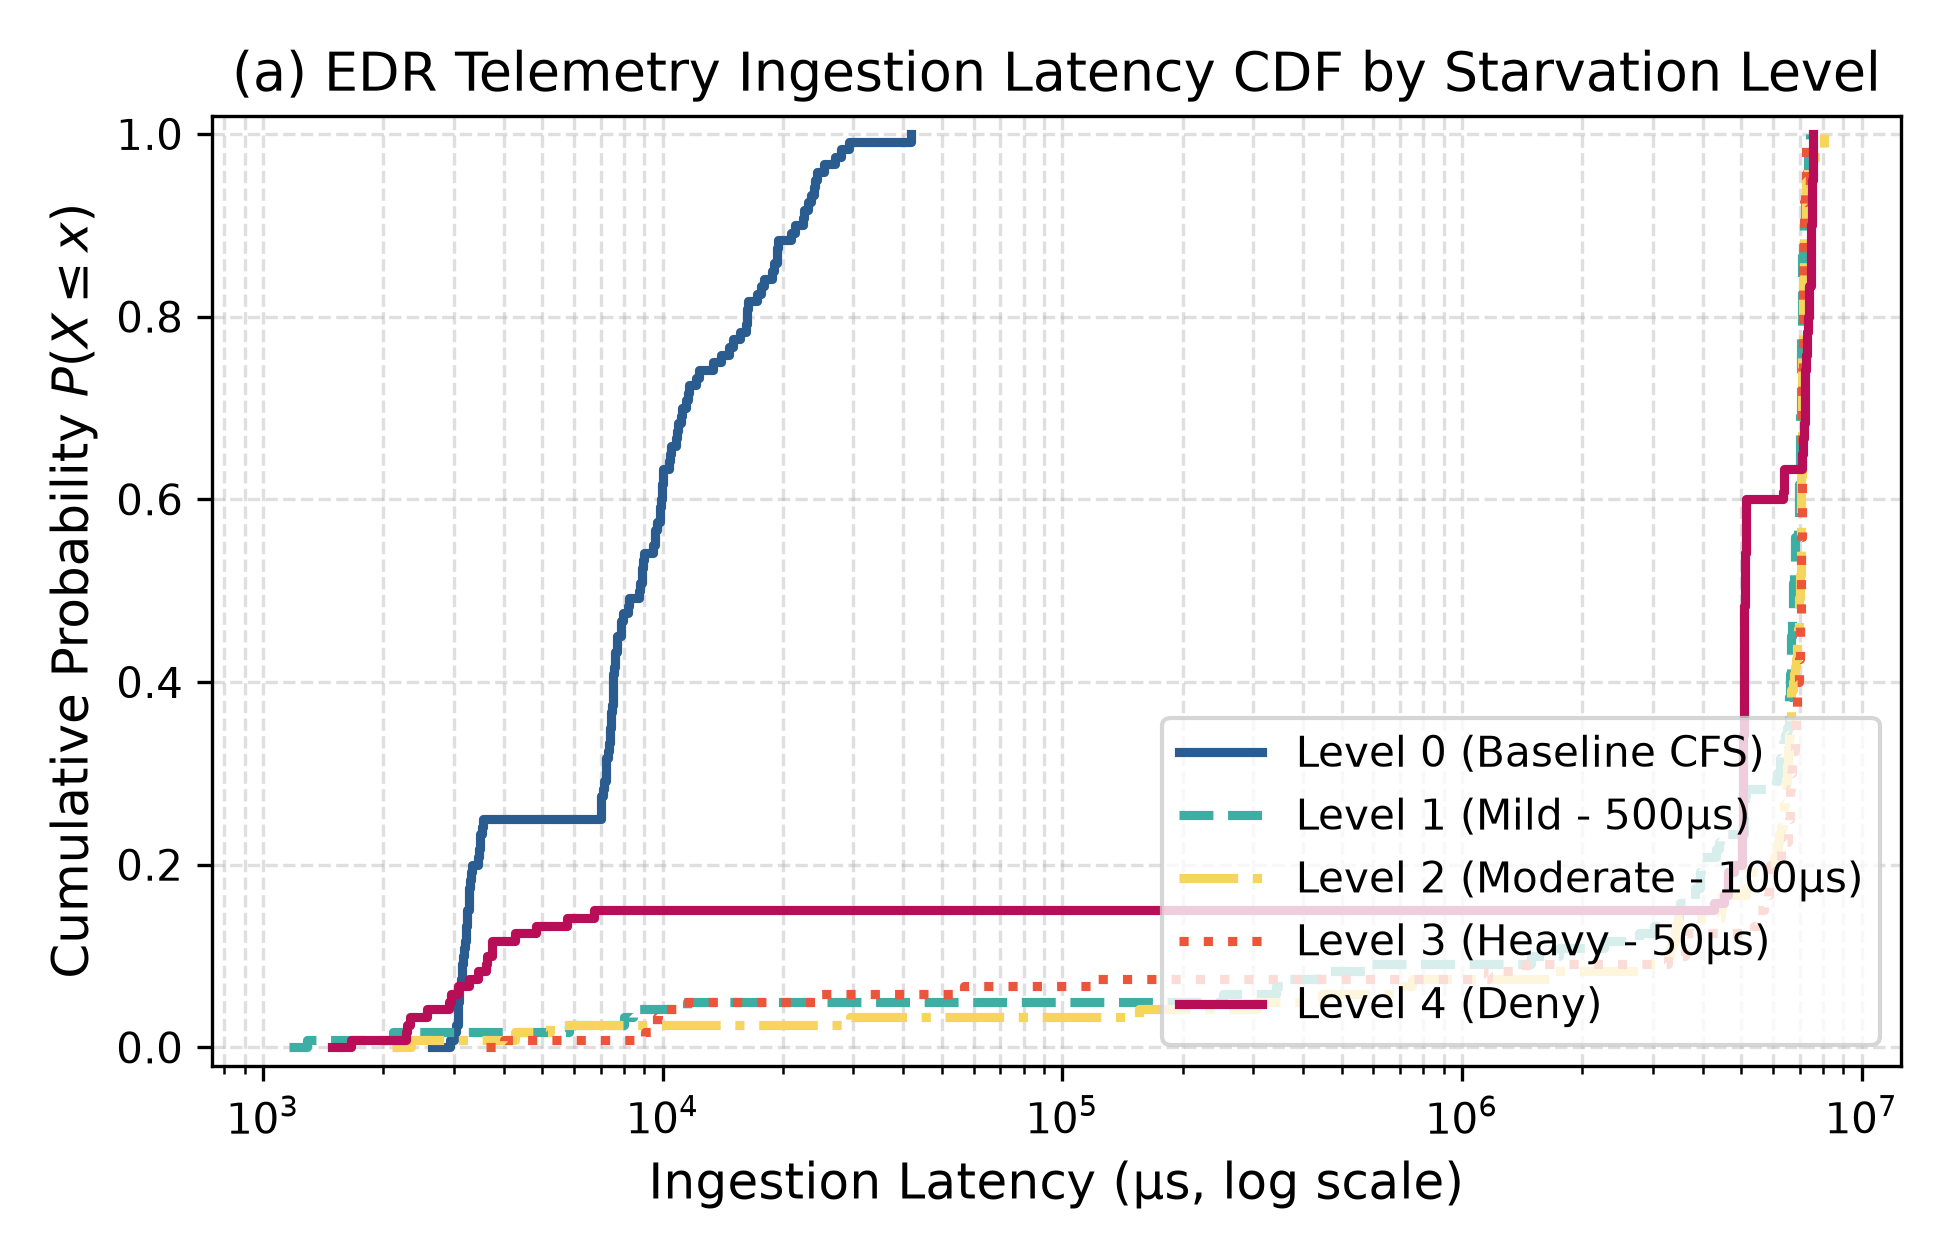 (a) EDR Telemetry Ingestion Latency CDF by Starvation Level
Cumulative Probability P(X ≤ x)
1.0
0.8
0.6
0.4
0.2
0.0
Level 0 (Baseline CFS)
Level 1 (Mild - 500µs)
Level 2 (Moderate - 100µs)
Level 3 (Heavy - 50µs)
Level 4 (Deny)
10³ 10⁴ 10⁵ 10⁶ 10⁷
Ingestion Latency (µs, log scale)